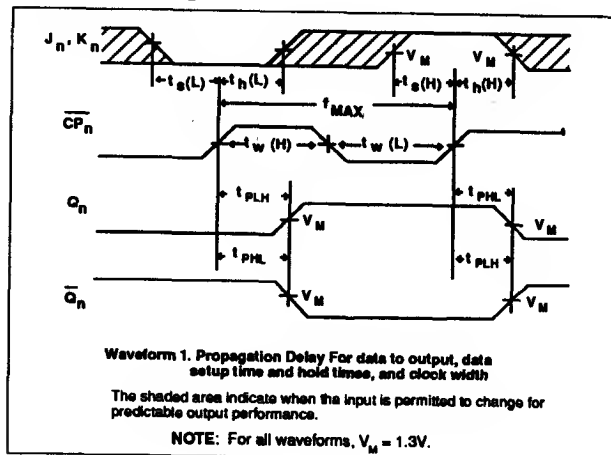 Jn, Kn
VM VM
ts(L) th(L) ts(H) th(H)
fMAX
CPn
tw(H) tw(L)
tPLH tPHL
Qn
VM VM
tPHL tPLH
Qn
VM VM
Waveform 1. Propagation Delay For data to output, data
setup time and hold times, and clock width
The shaded area indicate when tha input is permitted to change for
predictable output performance.
NOTE: For all waveforms, VM = 1.3V.